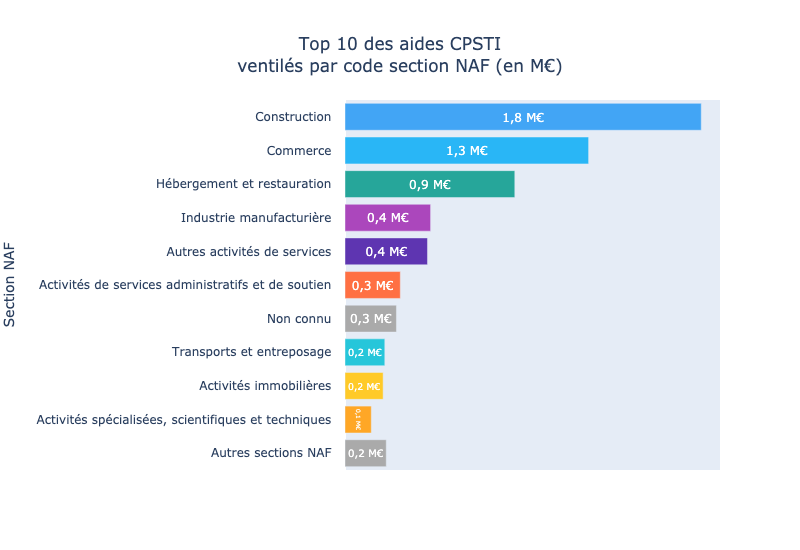 Top 10 des aides CPSTI
ventilés par code section NAF (en M€)
Section NAF
Construction 1,8 M€
Commerce 1,3 M€
Hébergement et restauration 0,9 M€
Industrie manufacturière 0,4 M€
Autres activités de services 0,4 M€
Activités de services administratifs et de soutien 0,3 M€
Non connu 0,3 M€
Transports et entreposage 0,2 M€
Activités immobilières 0,2 M€
Activités spécialisées, scientifiques et techniques 0,1 M€
Autres sections NAF 0,2 M€